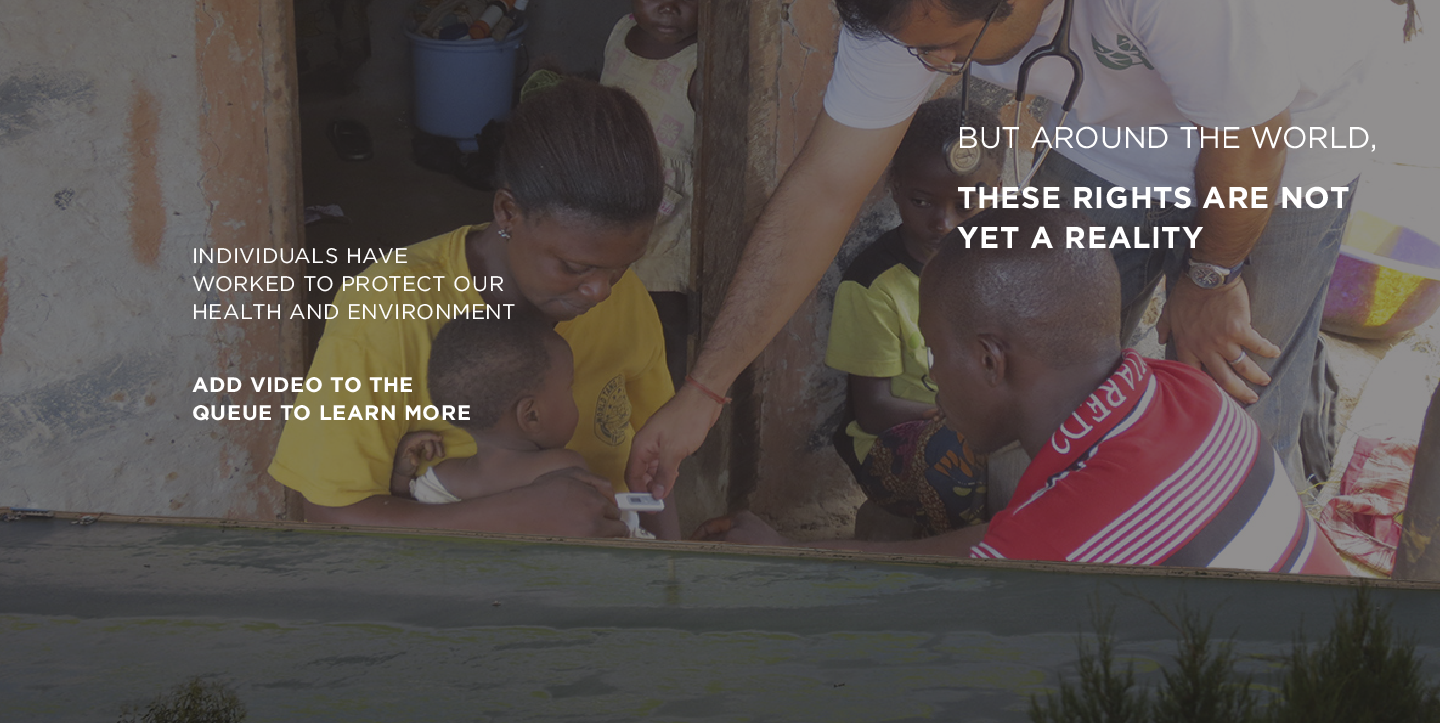 INDIVIDUALS HAVE
WORKED TO PROTECT OUR
HEALTH AND ENVIRONMENT
ADD VIDEO TO THE
QUEUE TO LEARN MORE
BUT AROUND THE WORLD,
THESE RIGHTS ARE NOT
YET A REALITY